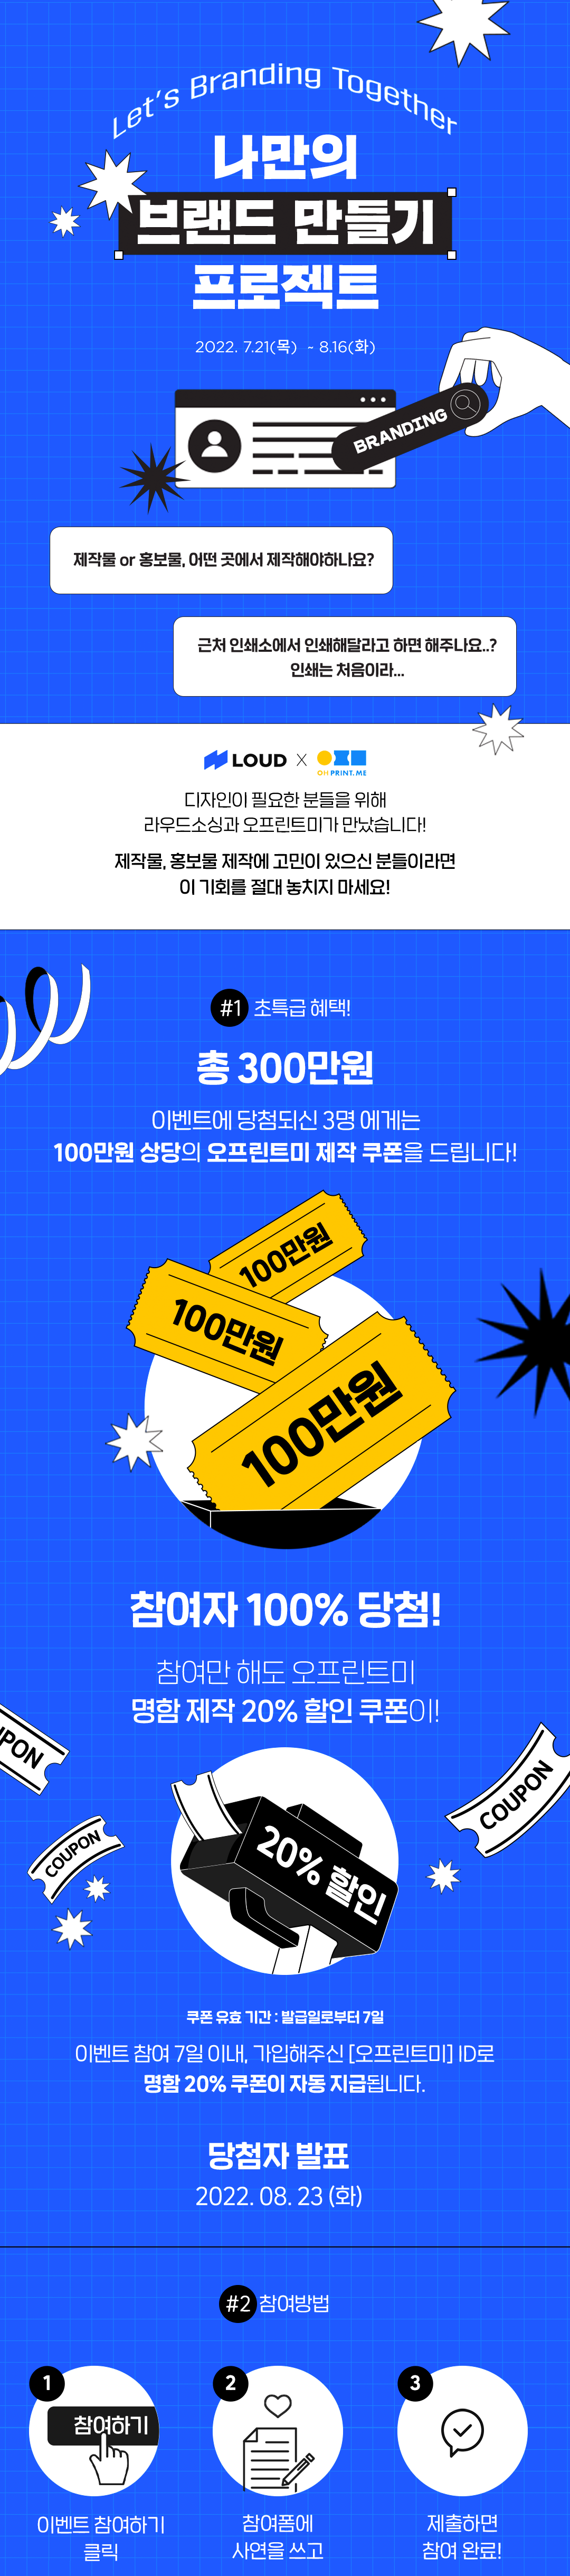 Let's Branding Together
나만의
브랜드 만들기
프로젝트
2022. 7.21(목) ~ 8.16(화)
BRANDING
제작물 or 홍보물, 어떤 곳에서 제작해야하나요?
근처 인쇄소에서 인쇄해달라고 하면 해주나요..?
인쇄는 처음이라...
LOUD X OHPRINT.ME
디자인이 필요한 분들을 위해
라우드소싱과 오프린트미가 만났습니다!
제작물, 홍보물 제작에 고민이 있으신 분들이라면
이 기회를 절대 놓치지 마세요!
#1 초특급 혜택!
총 300만원
이벤트에 당첨되신 3명 에게는
100만원 상당의 오프린트미 제작 쿠폰을 드립니다!
100만원
100만원
100만원
참여자 100% 당첨!
참여만 해도 오프린트미
명함 제작 20% 할인 쿠폰이!
UPON
COUPON
COUPON
20% 할인
쿠폰 유효 기간 : 발급일로부터 7일
이벤트 참여 7일 이내, 가입해주신 [오프린트미] ID로
명함 20% 쿠폰이 자동 지급됩니다.
당첨자 발표
2022. 08. 23 (화)
#2 참여방법
1
참여하기
이벤트 참여하기
클릭
2
참여폼에
사연을 쓰고
3
제출하면
참여 완료!